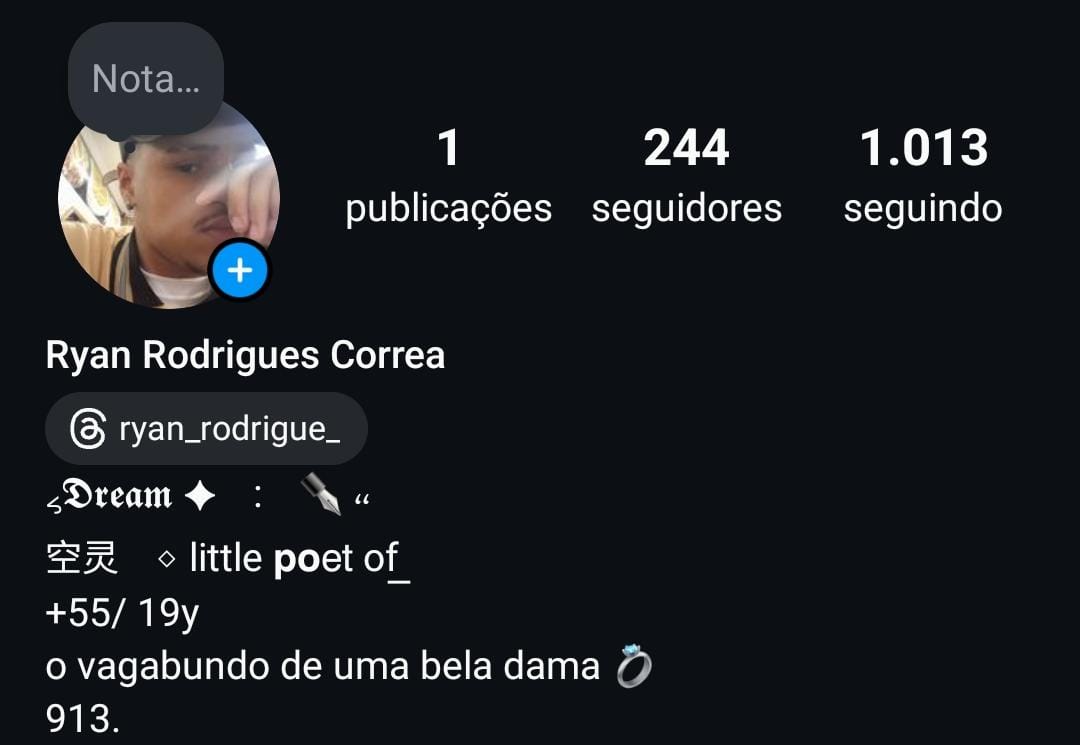 Nota...
1 244 1.013
publicações seguidores seguindo
Ryan Rodrigues Correa
ryan_rodrigue_
𝕯𝖗𝖊𝖆𝖒 ✦ : ✒️ “
空灵 ⋄ little 𝗽𝗼et of_
+55/ 19y
o vagabundo de uma bela dama 💍
913.